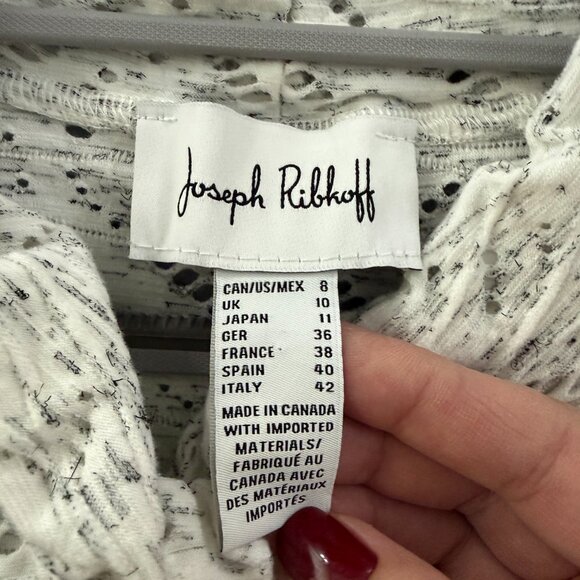 Joseph Ribkoff
CAN/US/MEX 8
UK 10
JAPAN 11
GER 36
FRANCE 38
SPAIN 40
ITALY 42
MADE IN CANADA
WITH IMPORTED
MATERIALS/
FABRIQUÉ AU
CANADA AVEC
DES MATÉRIAUX
IMPORTÉS